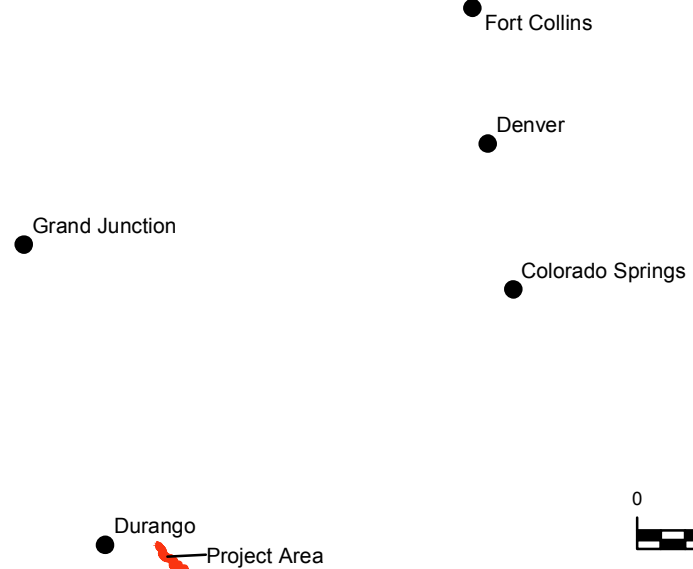 Fort Collins
Denver
Grand Junction
Colorado Springs
0
Durango
Project Area